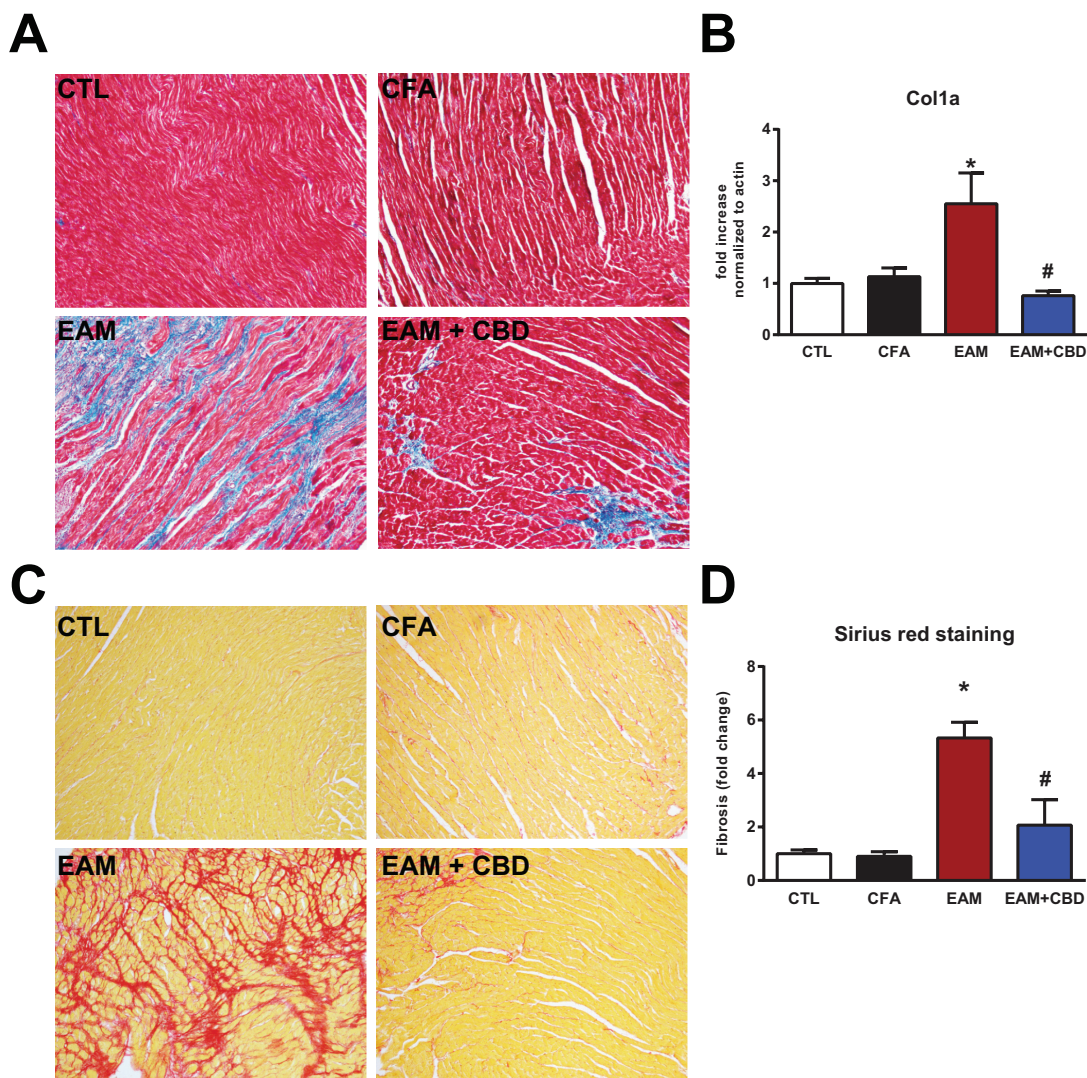 A
CTL
CFA
EAM
EAM + CBD
B
Col1a
fold increase
normalized to actin
4
3
2
1
0
*
#
CTL
CFA
EAM
EAM+CBD
C
CTL
CFA
EAM
EAM + CBD
D
Sirius red staining
Fibrosis (fold change)
8
6
4
2
0
*
#
CTL
CFA
EAM
EAM+CBD